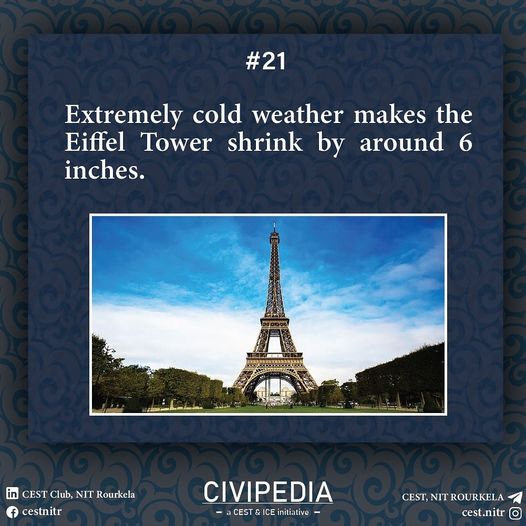 #21
Extremely cold weather makes the
Eiffel Tower shrink by around 6
inches.
CEST Club, NIT Rourkela
cestnitr
CIVIPEDIA
– a CEST & ICE initiative –
CEST, NIT ROURKELA
cest.nitr